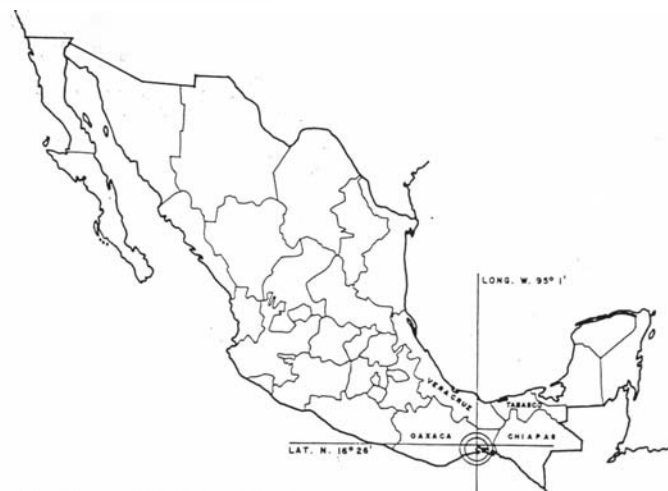 LONG. W. 95° 1'
VERACRUZ
TABASCO
OAXACA
CHIAPAS
LAT. N. 16° 26'